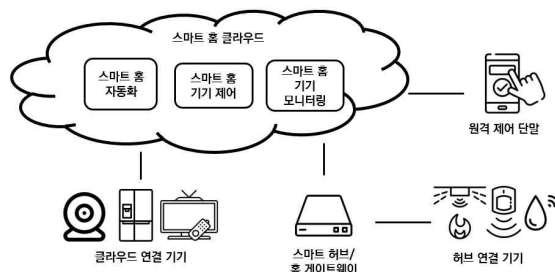 스마트 홈 클라우드
스마트 홈
자동화
스마트 홈
기기 제어
스마트 홈
기기
모니터링
원격 제어 단말
클라우드 연결 기기
스마트 허브/
홈 게이트웨이
허브 연결 기기